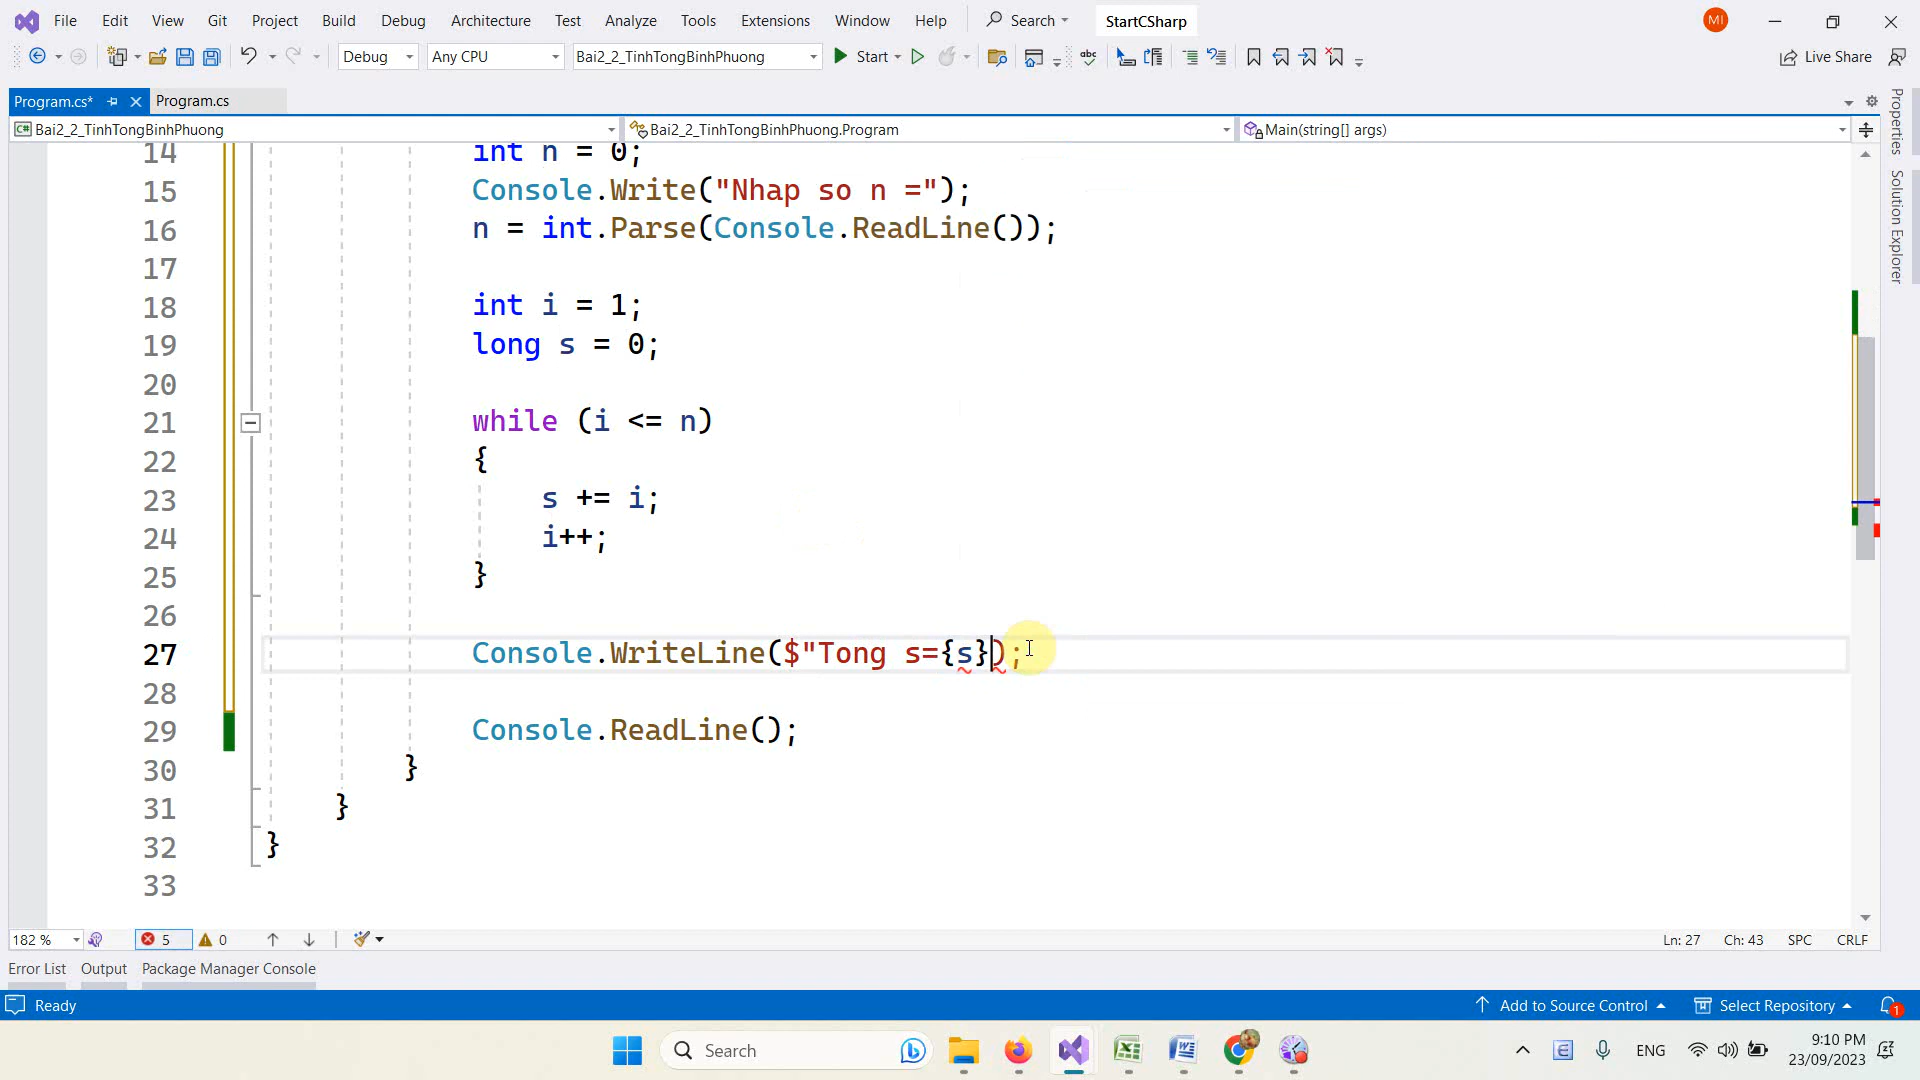 File Edit View Git Project Build Debug Architecture Test Analyze Tools Extensions Window Help Search StartCSharp MI
Debug Any CPU Bai2_2_TinhTongBinhPhuong Start abc Live Share
Program.cs* Program.cs
C# Bai2_2_TinhTongBinhPhuong Bai2_2_TinhTongBinhPhuong.Program Main(string[] args)
Properties
Solution Explorer
14 int n = 0;
15 Console.Write("Nhap so n =");
16 n = int.Parse(Console.ReadLine());
17
18 int i = 1;
19 long s = 0;
20
21 while (i <= n)
22 {
23 s += i;
24 i++;
25 }
26
27 Console.WriteLine($"Tong s={s});
28
29 Console.ReadLine();
30 }
31 }
32 }
33
182 % 5 0 Ln: 27 Ch: 43 SPC CRLF
Error List Output Package Manager Console
Ready Add to Source Control Select Repository 1
Search ENG 9:10 PM
23/09/2023